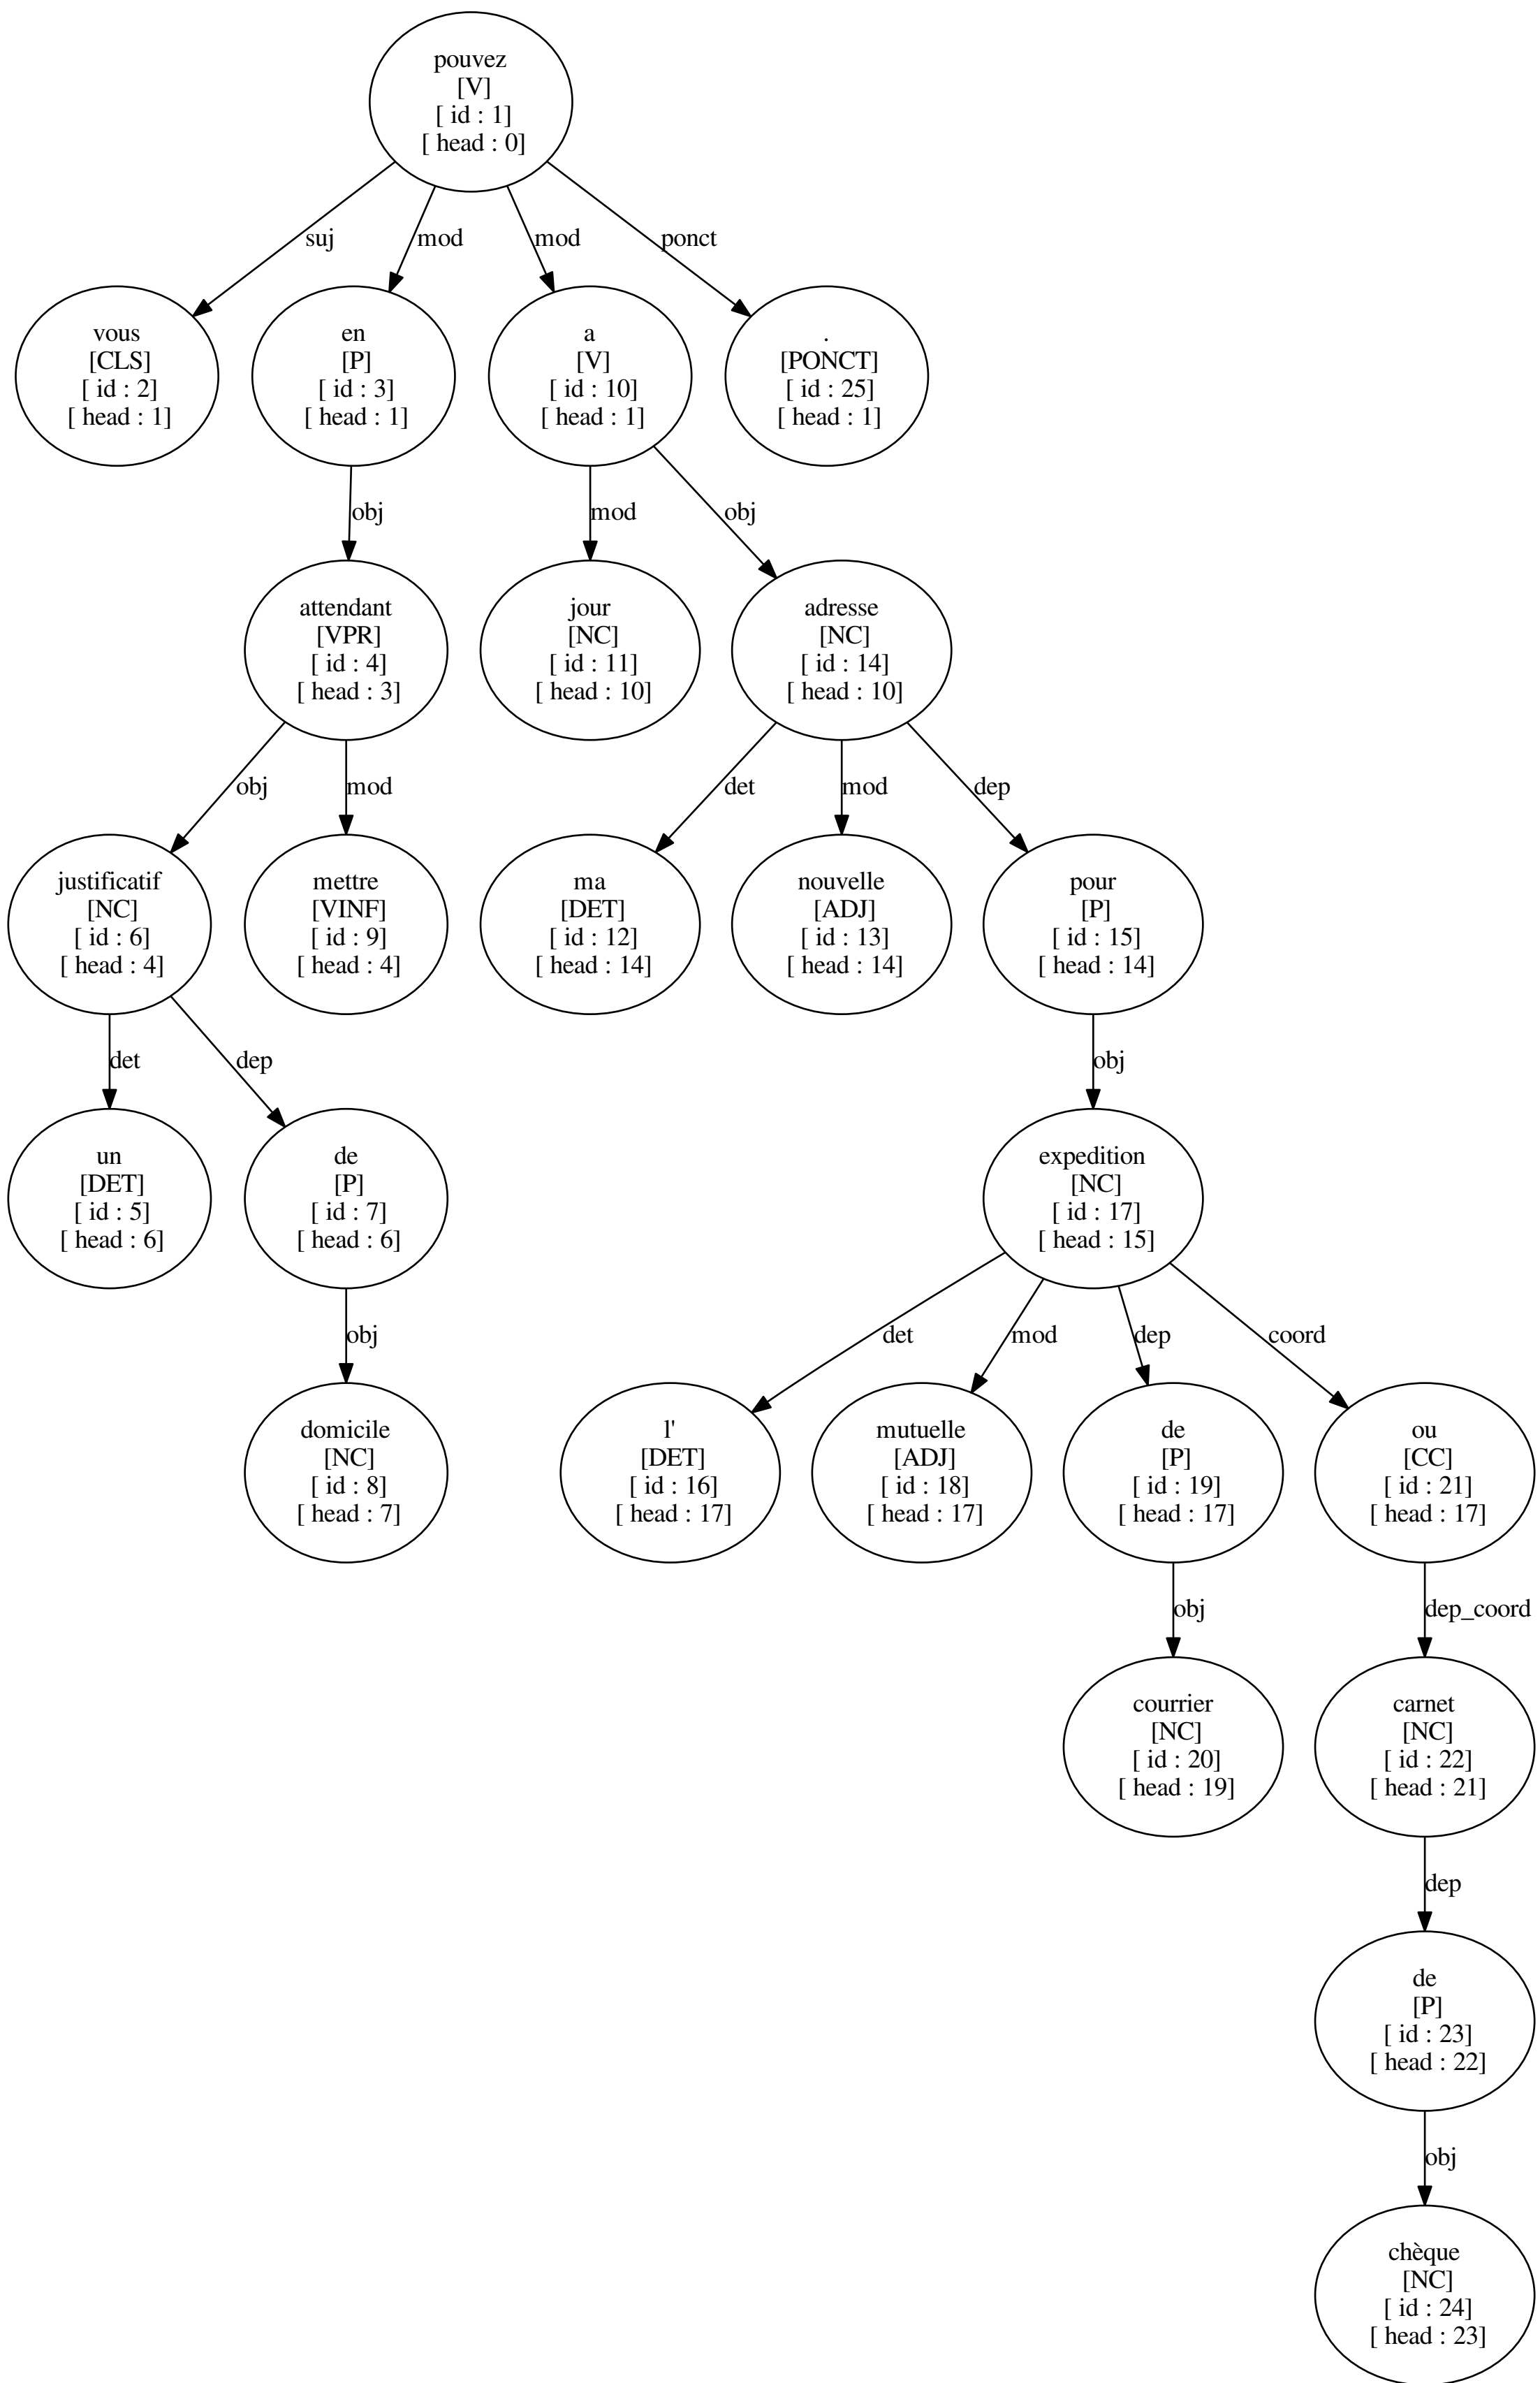 pouvez
[V]
[ id : 1]
[ head : 0]
suj
mod
mod
ponct
vous
[CLS]
[ id : 2]
[ head : 1]
en
[P]
[ id : 3]
[ head : 1]
a
[V]
[ id : 10]
[ head : 1]
.
[PONCT]
[ id : 25]
[ head : 1]
obj
mod
obj
attendant
[VPR]
[ id : 4]
[ head : 3]
jour
[NC]
[ id : 11]
[ head : 10]
adresse
[NC]
[ id : 14]
[ head : 10]
obj
mod
det
mod
dep
justificatif
[NC]
[ id : 6]
[ head : 4]
mettre
[VINF]
[ id : 9]
[ head : 4]
ma
[DET]
[ id : 12]
[ head : 14]
nouvelle
[ADJ]
[ id : 13]
[ head : 14]
pour
[P]
[ id : 15]
[ head : 14]
det
dep
obj
un
[DET]
[ id : 5]
[ head : 6]
de
[P]
[ id : 7]
[ head : 6]
expedition
[NC]
[ id : 17]
[ head : 15]
obj
det
mod
dep
coord
domicile
[NC]
[ id : 8]
[ head : 7]
l'
[DET]
[ id : 16]
[ head : 17]
mutuelle
[ADJ]
[ id : 18]
[ head : 17]
de
[P]
[ id : 19]
[ head : 17]
ou
[CC]
[ id : 21]
[ head : 17]
obj
dep_coord
courrier
[NC]
[ id : 20]
[ head : 19]
carnet
[NC]
[ id : 22]
[ head : 21]
dep
de
[P]
[ id : 23]
[ head : 22]
obj
chèque
[NC]
[ id : 24]
[ head : 23]